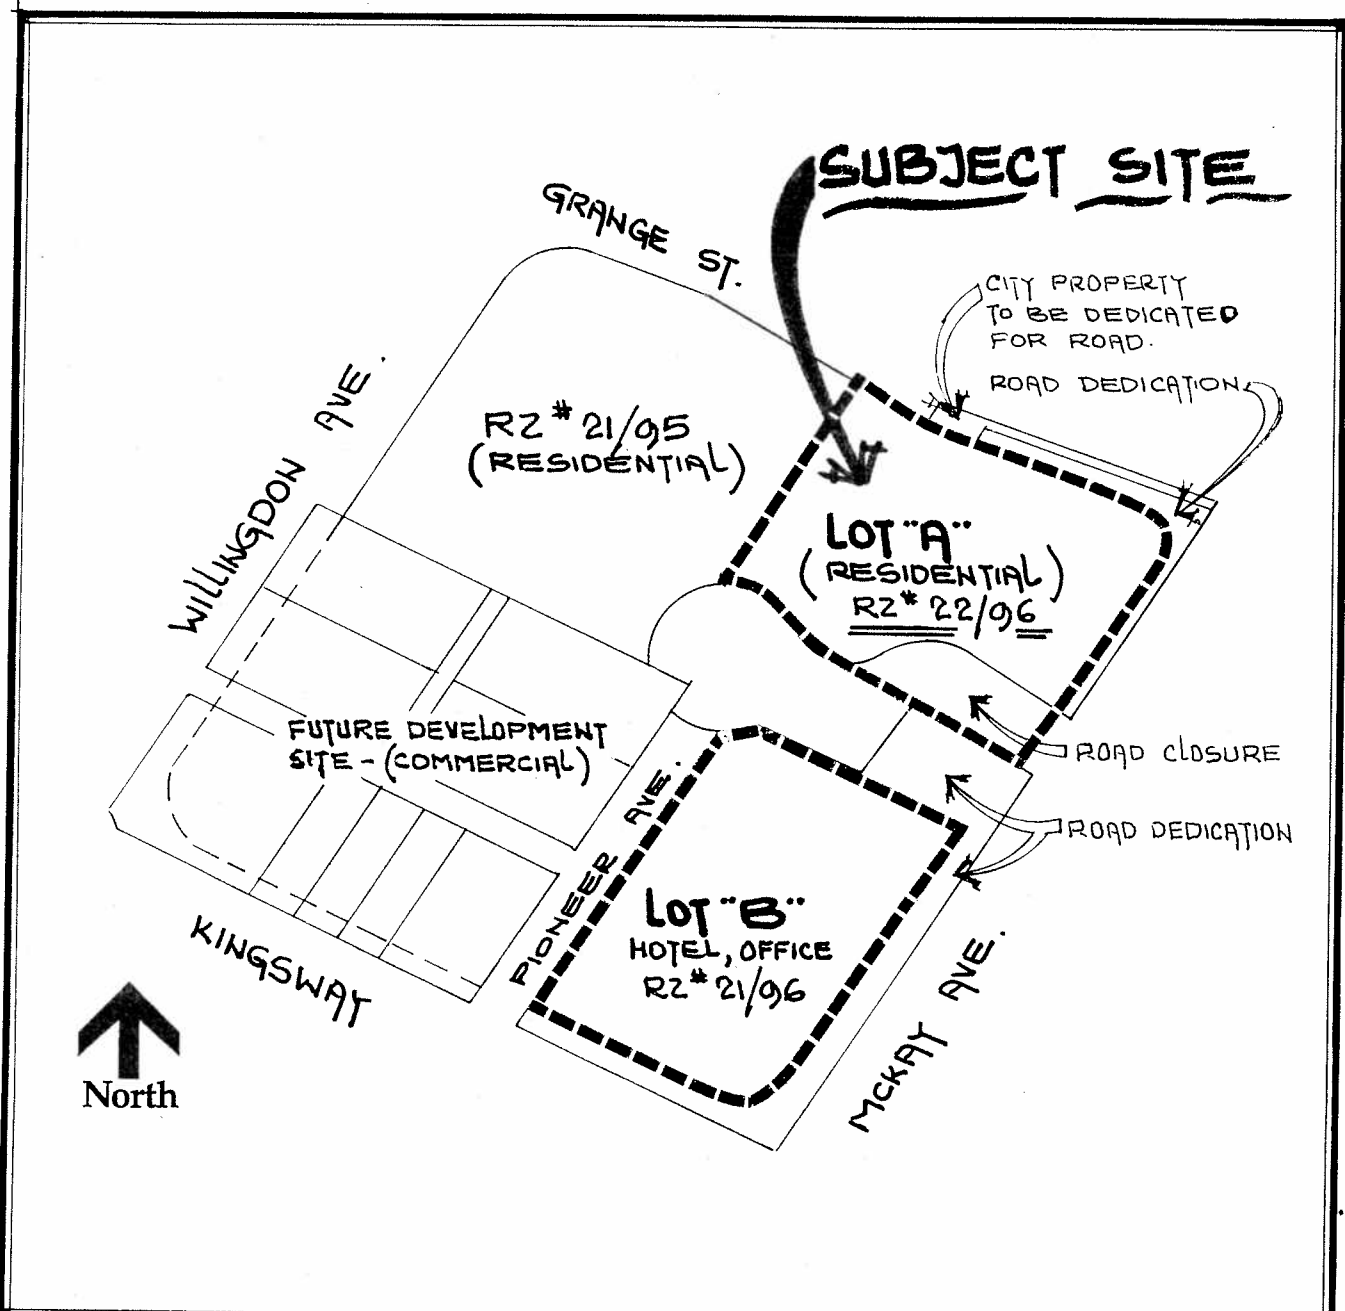 SUBJECT SITE
GRANGE ST.
CITY PROPERTY
TO BE DEDICATED
FOR ROAD.
ROAD DEDICATION
WILLINGDON AVE.
RZ # 21/95
(RESIDENTIAL)
LOT "A"
(RESIDENTIAL)
RZ # 22/96
FUTURE DEVELOPMENT
SITE - (COMMERCIAL)
ROAD CLOSURE
ROAD DEDICATION
PIONEER AVE.
LOT "B"
HOTEL, OFFICE
RZ # 21/96
KINGSWAY
MCKAY AVE.
North